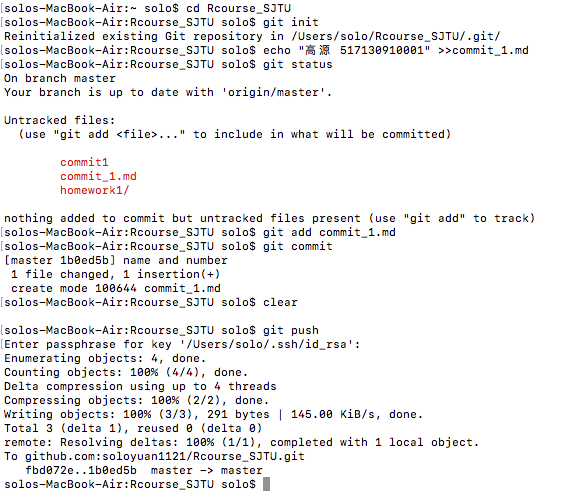 [solos-MacBook-Air:~ solo$ cd Rcourse_SJTU
[solos-MacBook-Air:Rcourse_SJTU solo$ git init
Reinitialized existing Git repository in /Users/solo/Rcourse_SJTU/.git/
[solos-MacBook-Air:Rcourse_SJTU solo$ echo "高源 517130910001" >>commit_1.md
[solos-MacBook-Air:Rcourse_SJTU solo$ git status
On branch master
Your branch is up to date with 'origin/master'.

Untracked files:
  (use "git add <file>..." to include in what will be committed)

        commit1
        commit_1.md
        homework1/

nothing added to commit but untracked files present (use "git add" to track)
[solos-MacBook-Air:Rcourse_SJTU solo$ git add commit_1.md
[solos-MacBook-Air:Rcourse_SJTU solo$ git commit
[master 1b0ed5b] name and number
 1 file changed, 1 insertion(+)
 create mode 100644 commit_1.md
[solos-MacBook-Air:Rcourse_SJTU solo$ clear

[solos-MacBook-Air:Rcourse_SJTU solo$ git push
Enter passphrase for key '/Users/solo/.ssh/id_rsa':
Enumerating objects: 4, done.
Counting objects: 100% (4/4), done.
Delta compression using up to 4 threads
Compressing objects: 100% (2/2), done.
Writing objects: 100% (3/3), 291 bytes | 145.00 KiB/s, done.
Total 3 (delta 1), reused 0 (delta 0)
remote: Resolving deltas: 100% (1/1), completed with 1 local object.
To github.com:soloyuan1121/Rcourse_SJTU.git
   fbd072e..1b0ed5b  master -> master
solos-MacBook-Air:Rcourse_SJTU solo$